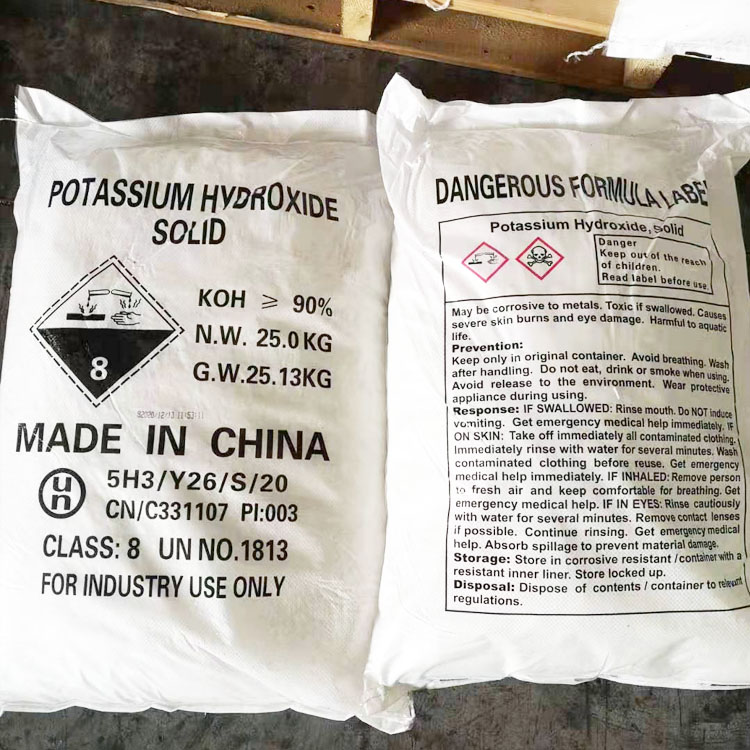 POTASSIUM HYDROXIDE
SOLID
8
KOH ≥ 90%
N.W. 25.0KG
G.W.25.13KG
MADE IN CHINA
un
5H3/Y26/S/20
CN/C331107 PI:003
CLASS: 8 UN NO.1813
FOR INDUSTRY USE ONLY
DANGEROUS FORMULA LABEL
Potassium Hydroxide, solid
Danger
Keep out of the reach
of children.
Read label before use.
May be corrosive to metals. Toxic if swallowed. Causes
severe skin burns and eye damage. Harmful to aquatic
life.
Prevention:
Keep only in original container. Avoid breathing. Wash
after handling. Do not eat, drink or smoke when using.
Avoid release to the environment. Wear protective
appliance during using.
Response: IF SWALLOWED: Rinse mouth. Do NOT induce
vomiting. Get emergency medical help immediately. IF
ON SKIN: Take off immediately all contaminated clothing.
Immediately rinse with water for several minutes. Wash
contaminated clothing before reuse. Get emergency
medical help immediately. IF INHALED: Remove person
to fresh air and keep comfortable for breathing. Get
emergency medical help. IF IN EYES: Rinse cautiously
with water for several minutes. Remove contact lenses
if possible. Continue rinsing. Get emergency medical
help. Absorb spillage to prevent material damage.
Storage: Store in corrosive resistant /container with a
resistant inner liner. Store locked up.
Disposal: Dispose of contents / container to relevant
regulations.